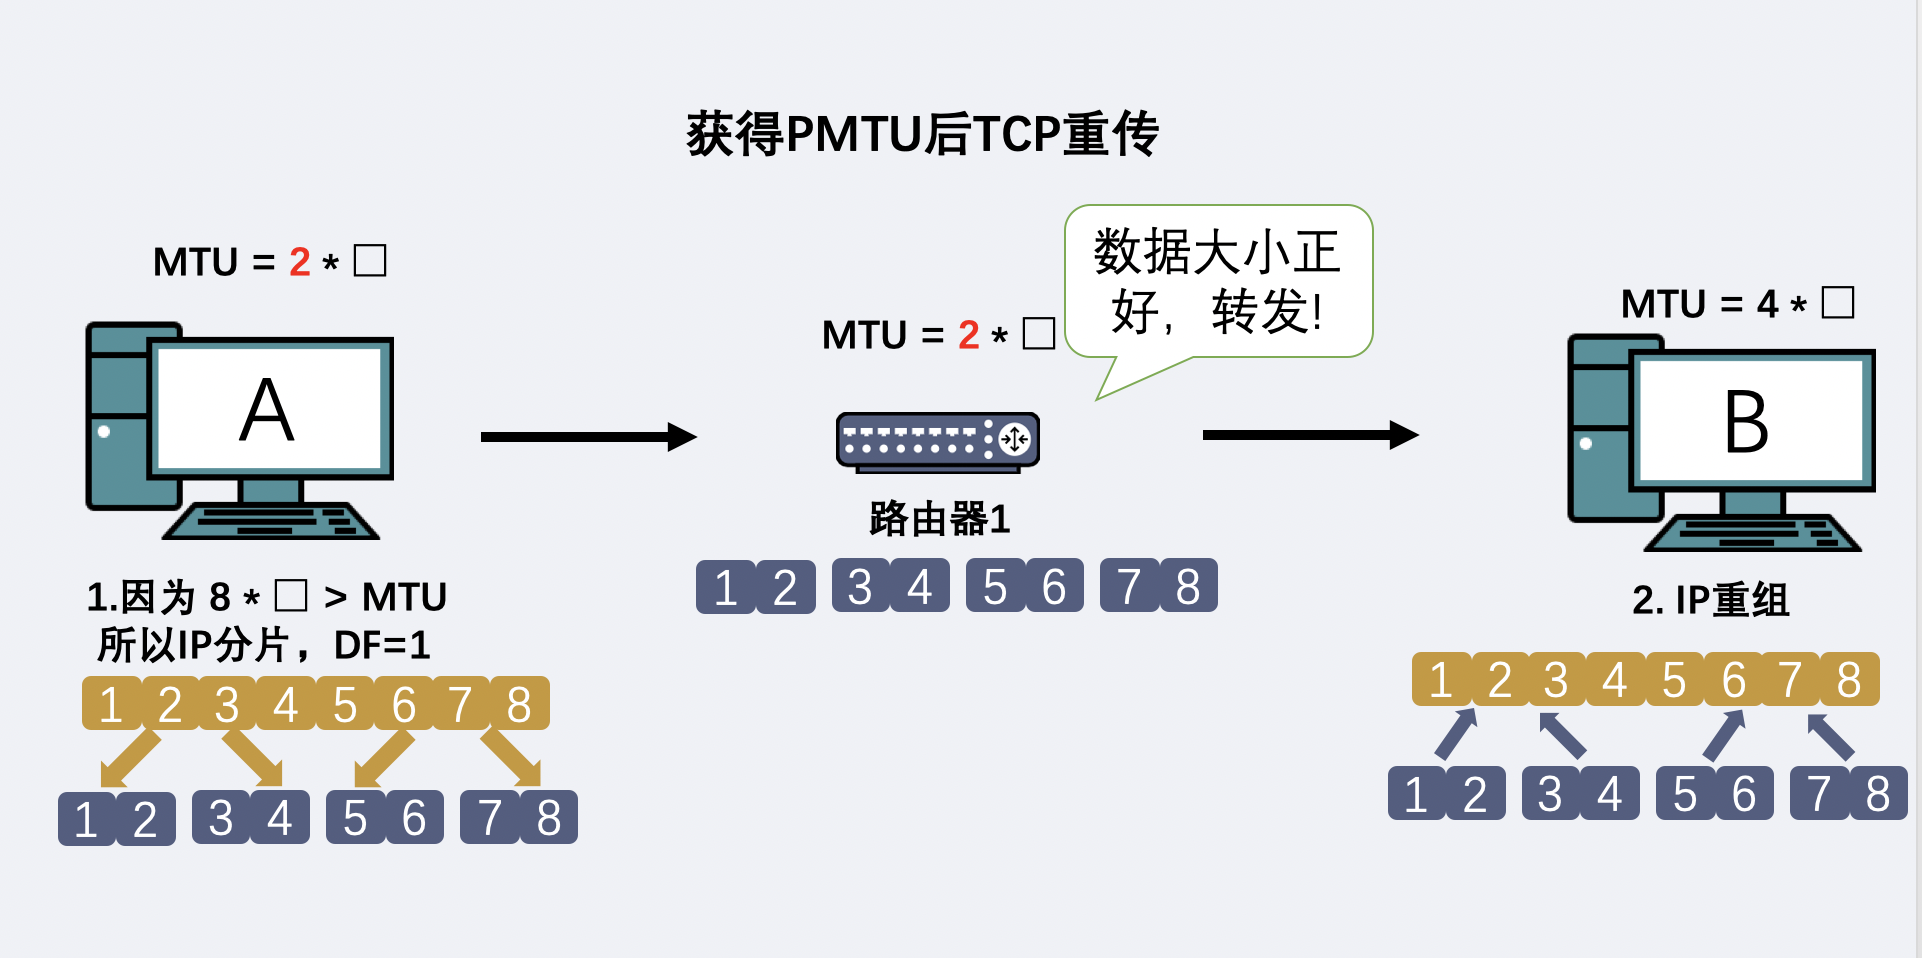 获得PMTU后TCP重传
MTU = 2 * □
MTU = 2 * □
数据大小正
好，转发!
MTU = 4 * □
A
B
路由器1
1.因为 8 * □ > MTU
所以IP分片，DF=1
1 2 3 4 5 6 7 8
1 2 3 4 5 6 7 8
1 2 3 4 5 6 7 8
2. IP重组
1 2 3 4 5 6 7 8
1 2 3 4 5 6 7 8